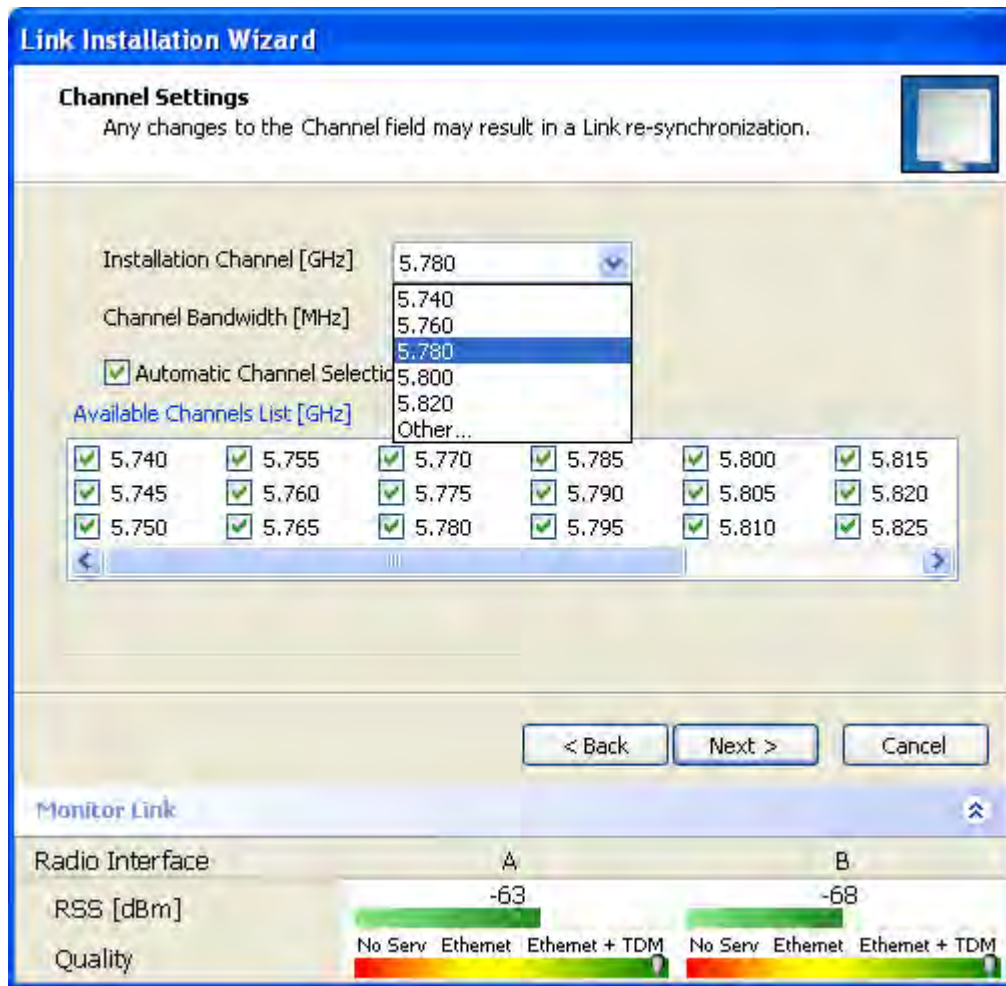 Link Installation Wizard
Channel Settings
Any changes to the Channel field may result in a Link re-synchronization.
Installation Channel [GHz] 5.780
5.740
Channel Bandwidth [MHz] 5.760
5.780
Automatic Channel Selectio 5.800
5.820
Available Channels List [GHz] Other...
5.740 5.755 5.770 5.785 5.800 5.815
5.745 5.760 5.775 5.790 5.805 5.820
5.750 5.765 5.780 5.795 5.810 5.825
< Back Next > Cancel
Monitor Link
Radio Interface A B
RSS [dBm] -63 -68
Quality No Serv Ethernet Ethernet + TDM No Serv Ethernet Ethernet + TDM